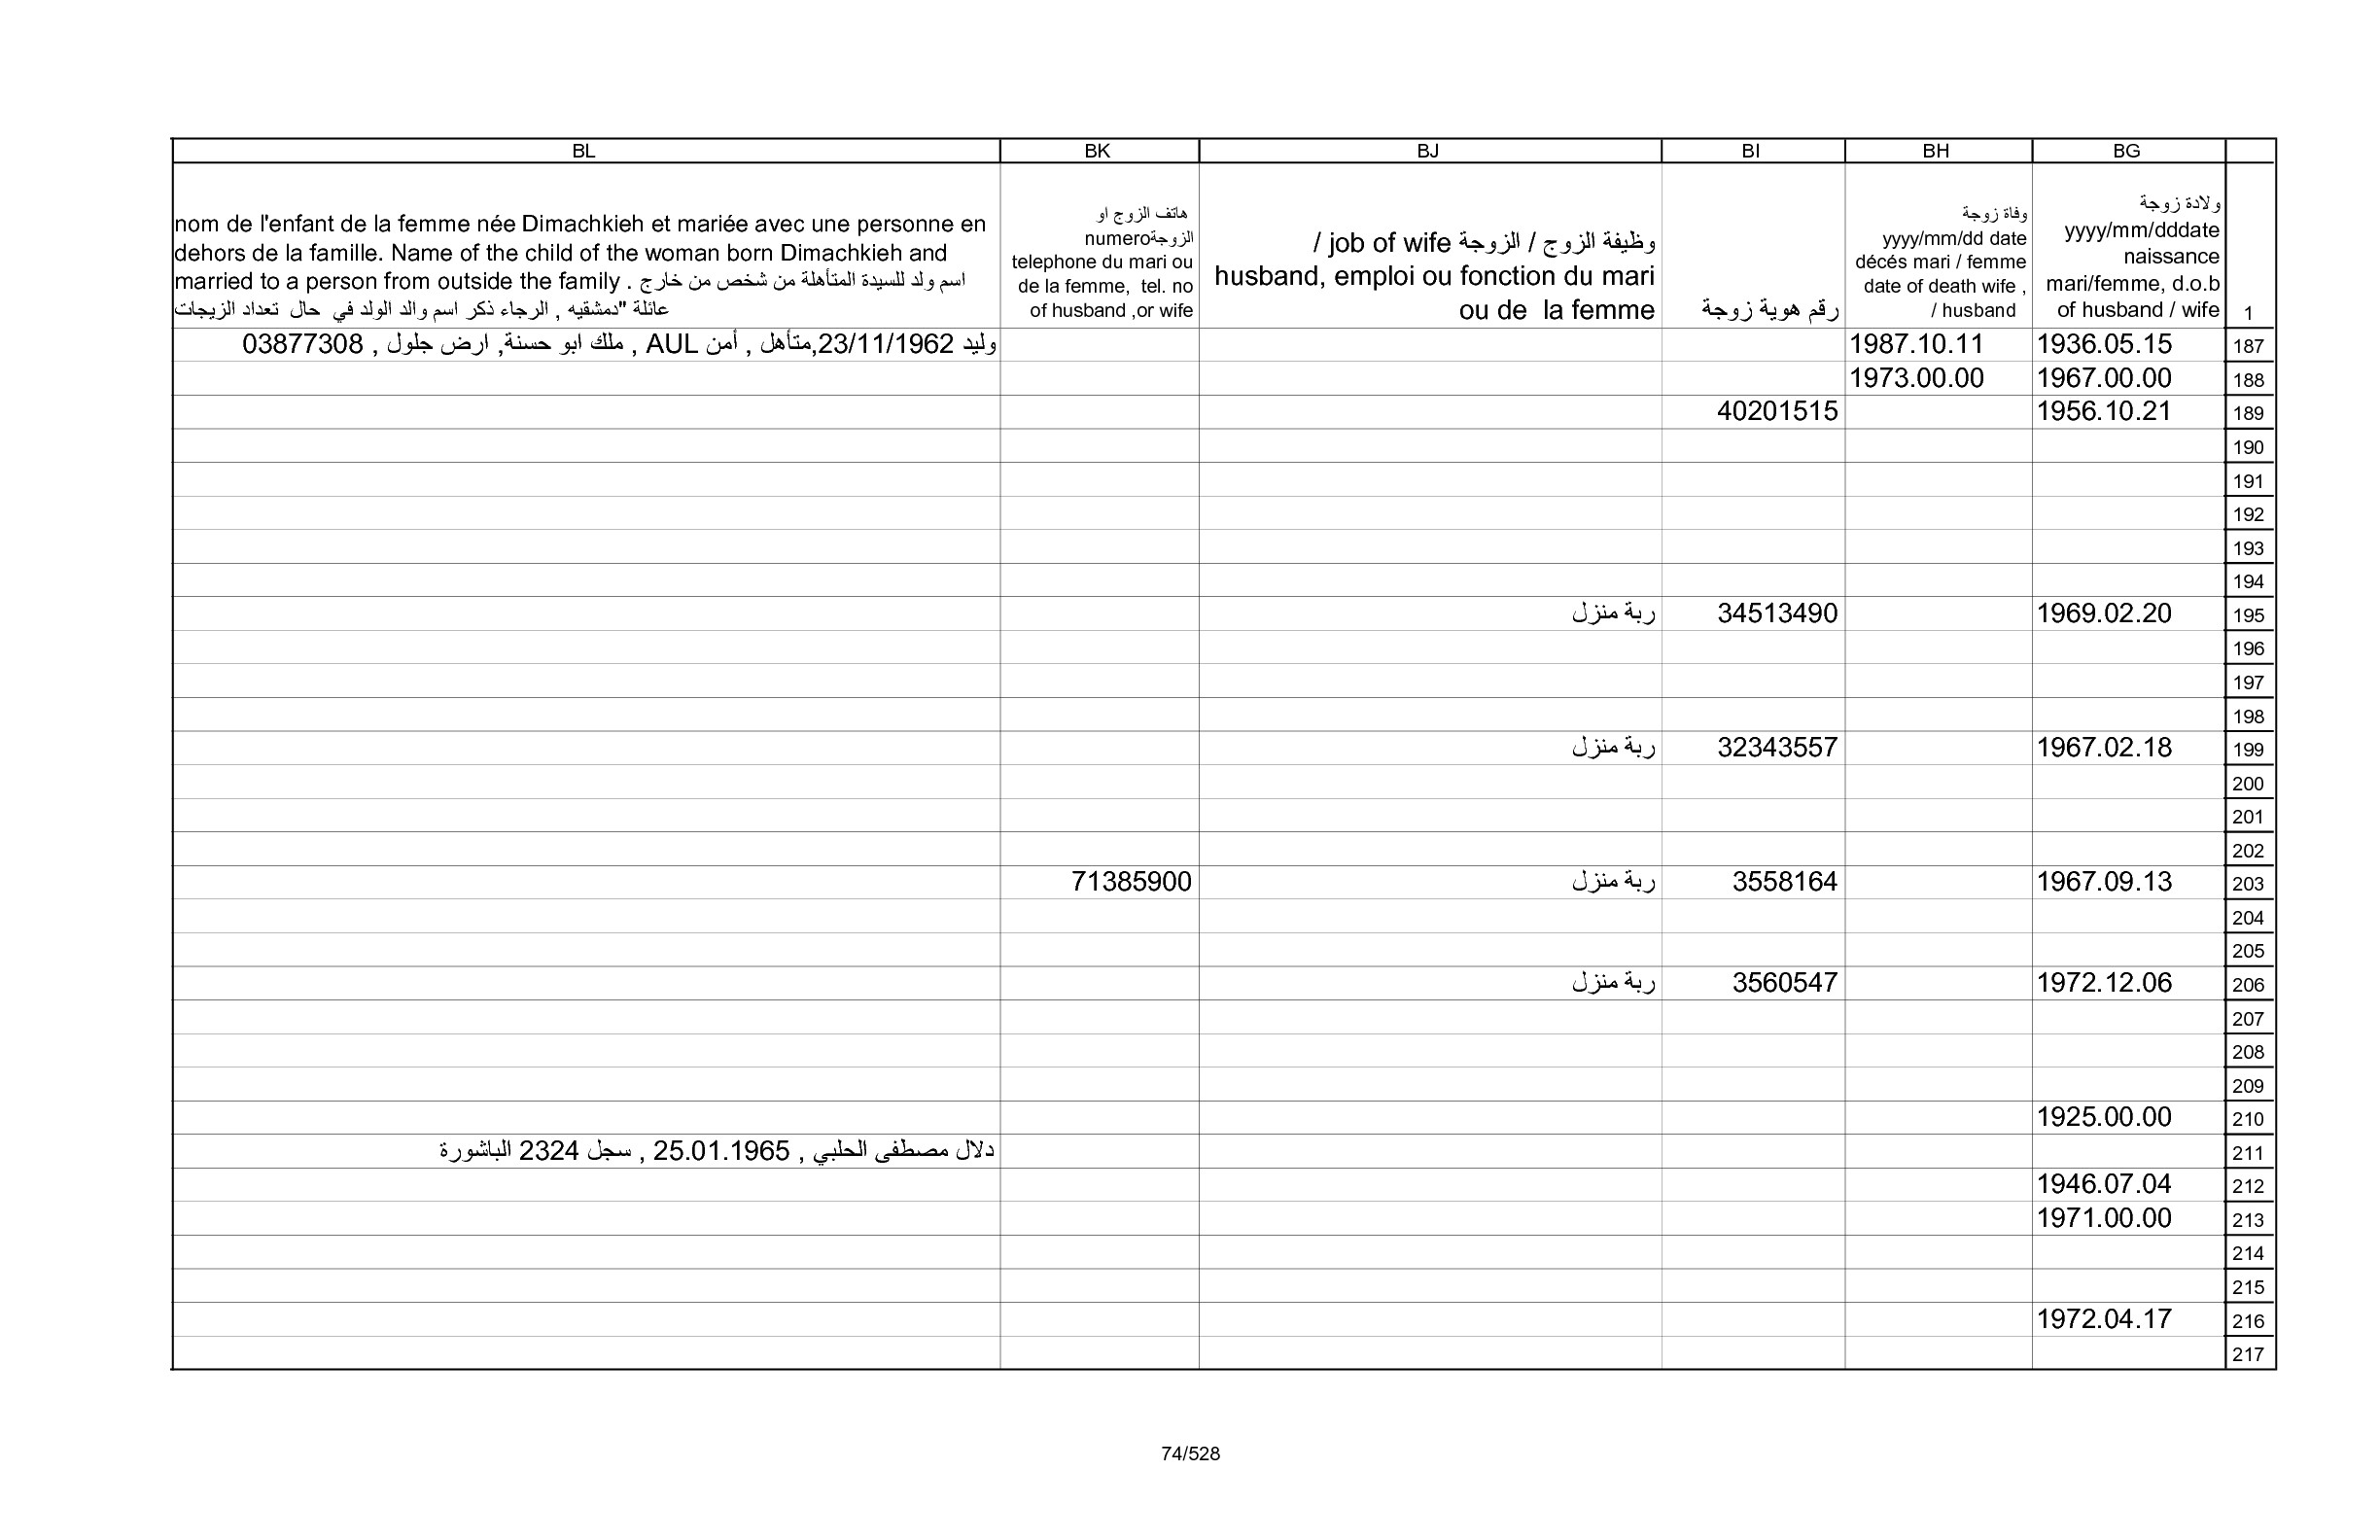 BL BK BJ BI BH BG
nom de l'enfant de la femme née Dimachkieh et mariée avec une personne en
dehors de la famille. Name of the child of the woman born Dimachkieh and
married to a person from outside the family . اسم ولد للسيدة المتأهلة من شخص من خارج
عائلة "دمشقيه , الرجاء ذكر اسم والد الولد في حال تعداد الزيجات
هاتف الزوج او
الزوجةnumero
telephone du mari ou
de la femme, tel. no
of husband ,or wife
وظيفة الزوج / الزوجة job of wife /
husband, emploi ou fonction du mari
ou de la femme
رقم هوية زوجة
وفاة زوجة
yyyy/mm/dd date
décés mari / femme
date of death wife ,
/ husband
ولادة زوجة
yyyy/mm/dddate
naissance
mari/femme, d.o.b
of husband / wife
1
وليد 23/11/1962,متأهل , أمن AUL , ملك ابو حسنة, ارض جلول , 03877308 1987.10.11 1936.05.15 187
1973.00.00 1967.00.00 188
40201515 1956.10.21 189
190
191
192
193
194
ربة منزل 34513490 1969.02.20 195
196
197
198
ربة منزل 32343557 1967.02.18 199
200
201
202
71385900 ربة منزل 3558164 1967.09.13 203
204
205
ربة منزل 3560547 1972.12.06 206
207
208
209
1925.00.00 210
دلال مصطفى الحلبي , 25.01.1965 , سجل 2324 الباشورة 211
1946.07.04 212
1971.00.00 213
214
215
1972.04.17 216
217
74/528